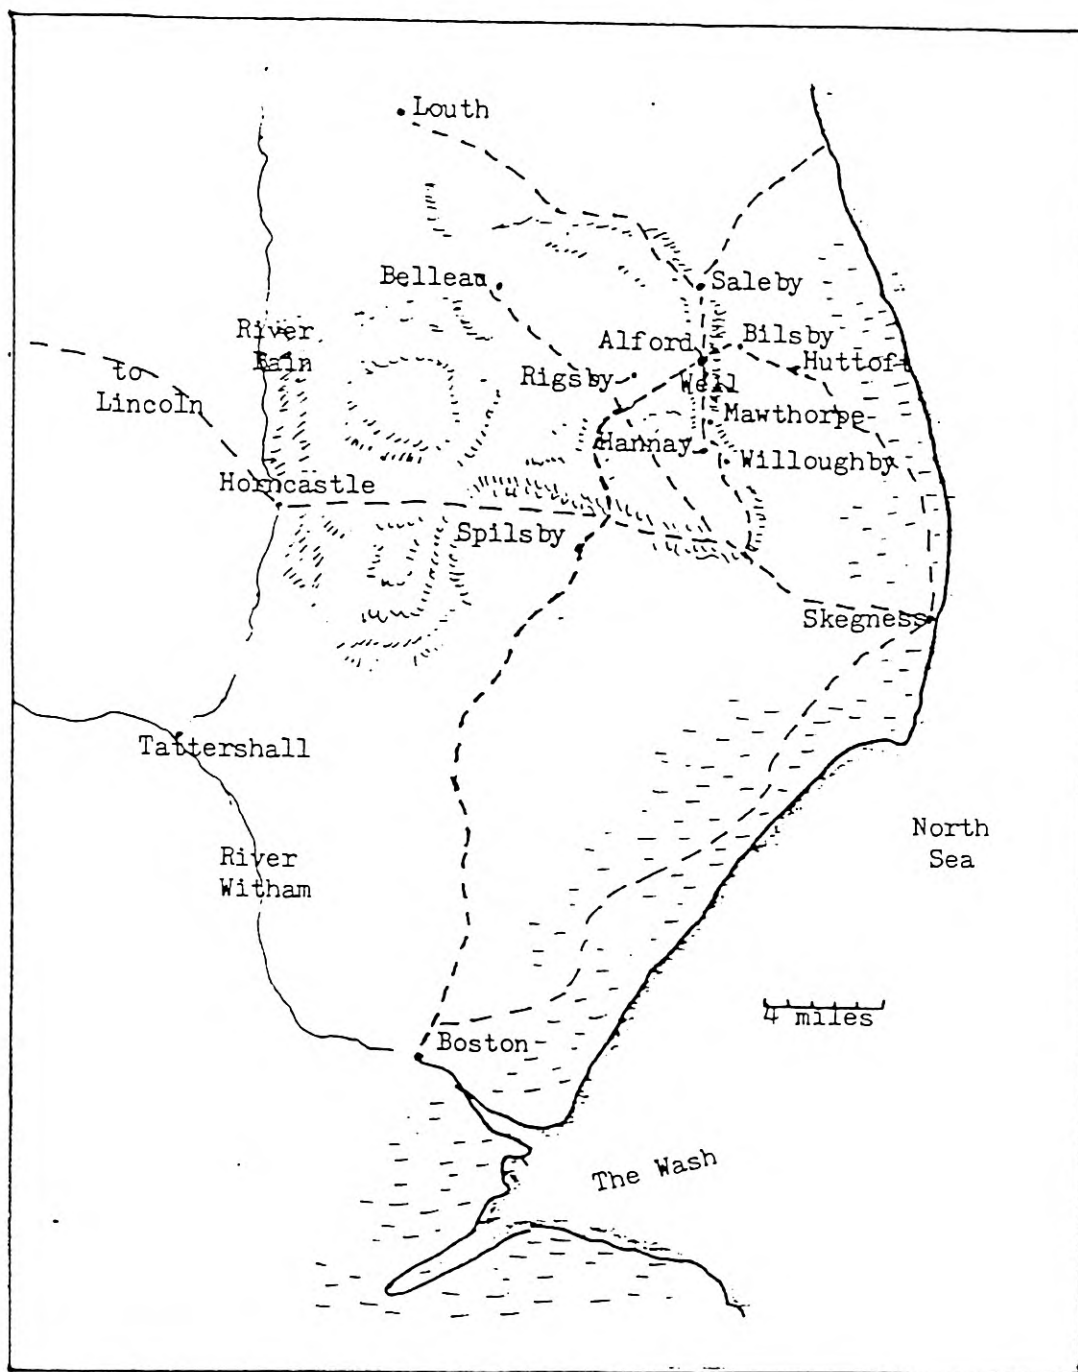 Louth
Belleau
Saleby
River
Bain
Alford
Bilsby
to
Lincoln
Rigsby
Well
Huttoft
Mawthorpe
Hannay
Willoughby
Horncastle
Spilsby
Skegness
Tattershall
North
Sea
River
Witham
4 miles
Boston
The Wash